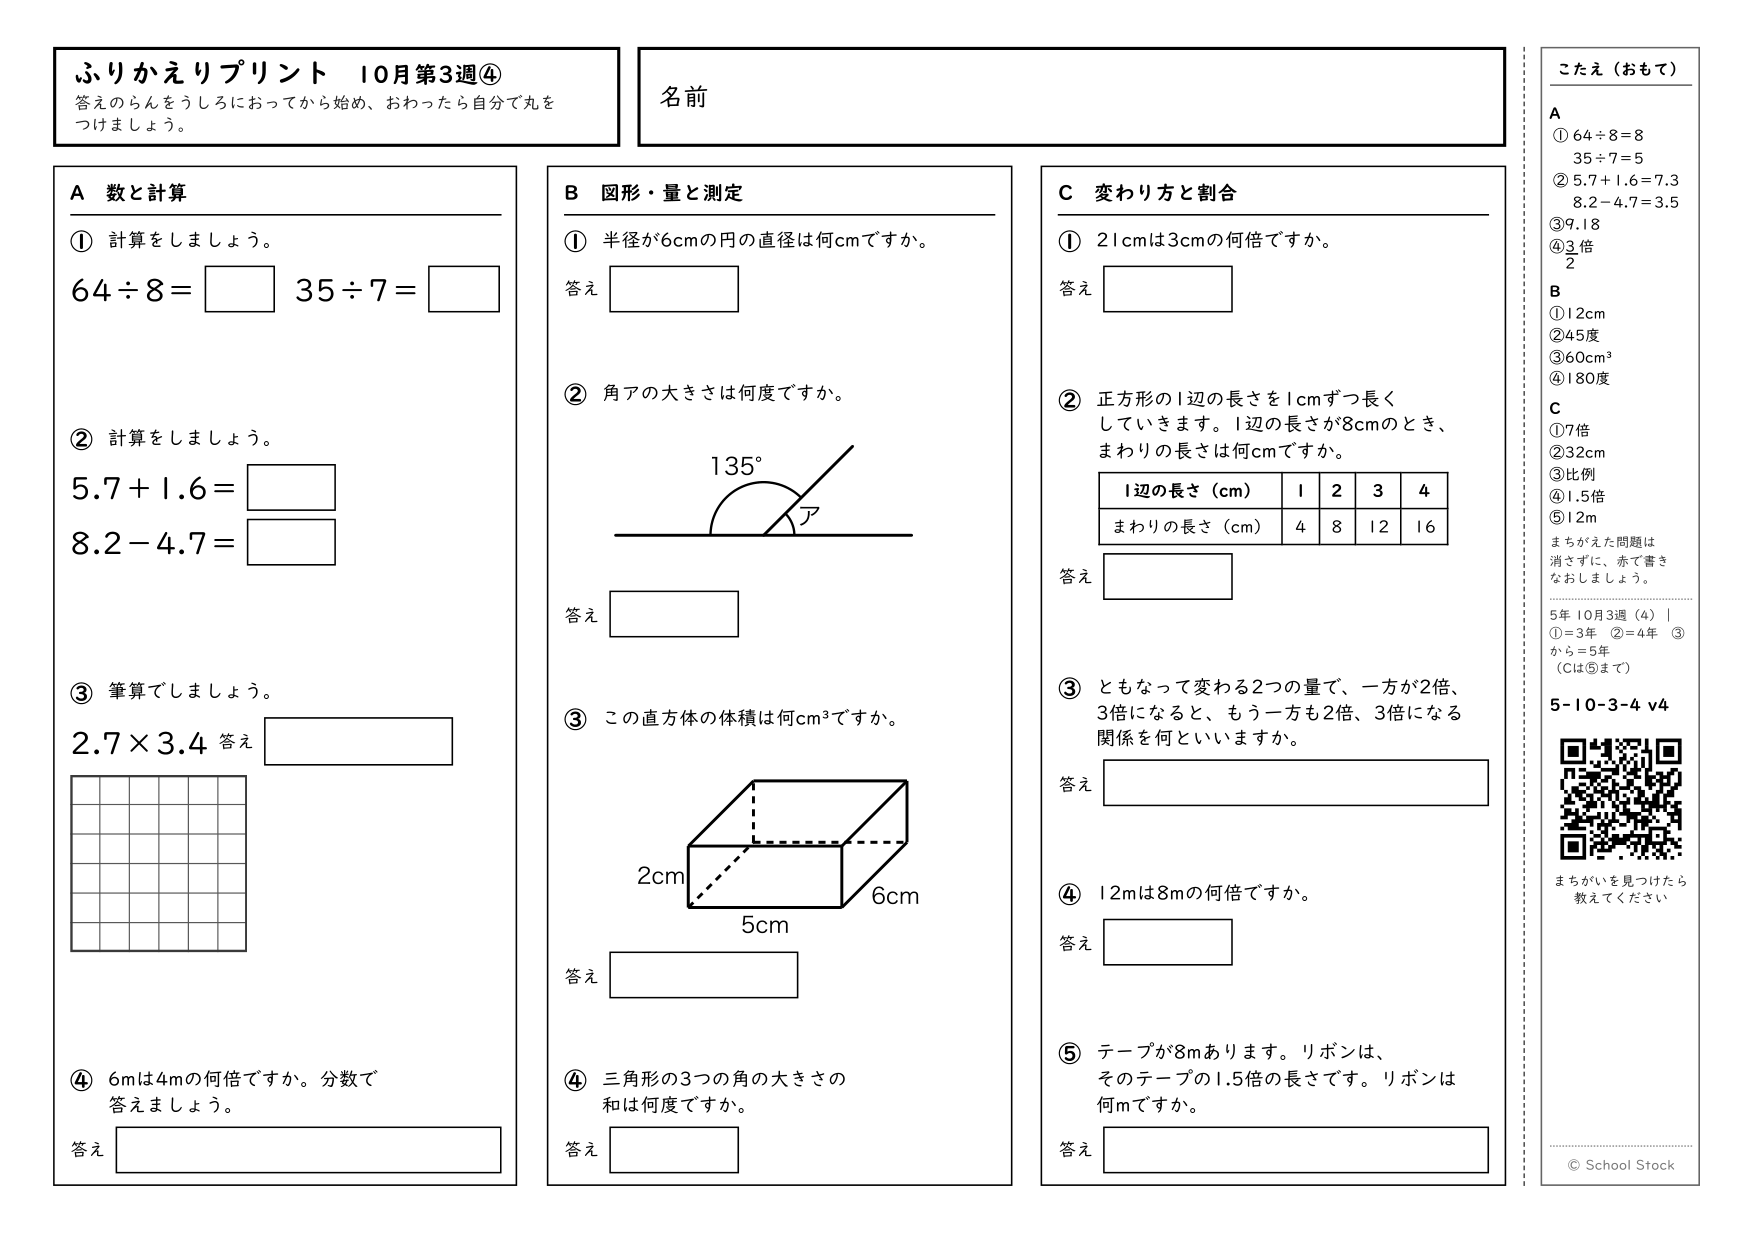 ふりかえりプリント　10月第3週④
答えのらんをうしろにおってから始め、おわったら自分で丸を
つけましょう。
名前
A　数と計算
① 計算をしましょう。
64÷8＝ 35÷7＝
② 計算をしましょう。
5.7＋1.6＝
8.2－4.7＝
③ 筆算でしましょう。
2.7×3.4 答え
④ 6mは4mの何倍ですか。分数で
答えましょう。
答え
B　図形・量と測定
① 半径が6cmの円の直径は何cmですか。
答え
② 角アの大きさは何度ですか。
135°
ア
答え
③ この直方体の体積は何cm³ですか。
2cm
6cm
5cm
答え
④ 三角形の3つの角の大きさの
和は何度ですか。
答え
C　変わり方と割合
① 21cmは3cmの何倍ですか。
答え
② 正方形の1辺の長さを1cmずつ長く
していきます。1辺の長さが8cmのとき、
まわりの長さは何cmですか。
1辺の長さ（cm） 1 2 3 4
まわりの長さ（cm） 4 8 12 16
答え
③ ともなって変わる2つの量で、一方が2倍、
3倍になると、もう一方も2倍、3倍になる
関係を何といいますか。
答え
④ 12mは8mの何倍ですか。
答え
⑤ テープが8mあります。リボンは、
そのテープの1.5倍の長さです。リボンは
何mですか。
答え
こたえ（おもて）
A
① 64÷8＝8
35÷7＝5
② 5.7＋1.6＝7.3
8.2－4.7＝3.5
③9.18
④3倍
2
B
①12cm
②45度
③60cm³
④180度
C
①7倍
②32cm
③比例
④1.5倍
⑤12m
まちがえた問題は
消さずに、赤で書き
なおしましょう。
5年 10月3週（4）｜
①＝3年　②＝4年　③
から＝5年
（Cは⑤まで）
5-10-3-4 v4
まちがいを見つけたら
教えてください
© School Stock